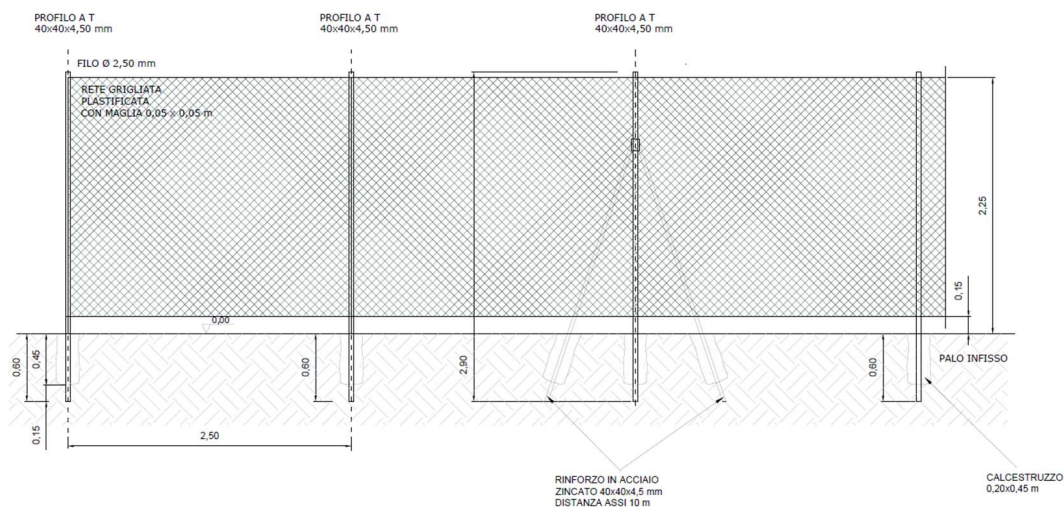 PROFILO A T
40x40x4,50 mm
PROFILO A T
40x40x4,50 mm
PROFILO A T
40x40x4,50 mm
FILO Ø 2,50 mm
RETE GRIGLIATA
PLASTIFICATA
CON MAGLIA 0,05 x 0,05 m
2,25
0,15
0,00
0,60
0,45
0,15
0,60
2,90
0,60
PALO INFISSO
2,50
RINFORZO IN ACCIAIO
ZINCATO 40x40x4,5 mm
DISTANZA ASSI 10 m
CALCESTRUZZO
0,20x0,45 m